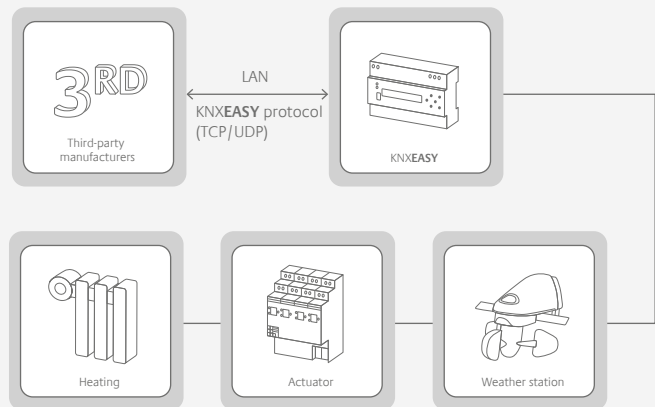 3RD
Third-party
manufacturers
LAN
KNXEASY protocol
(TCP/UDP)
KNXEASY
Heating
Actuator
Weather station